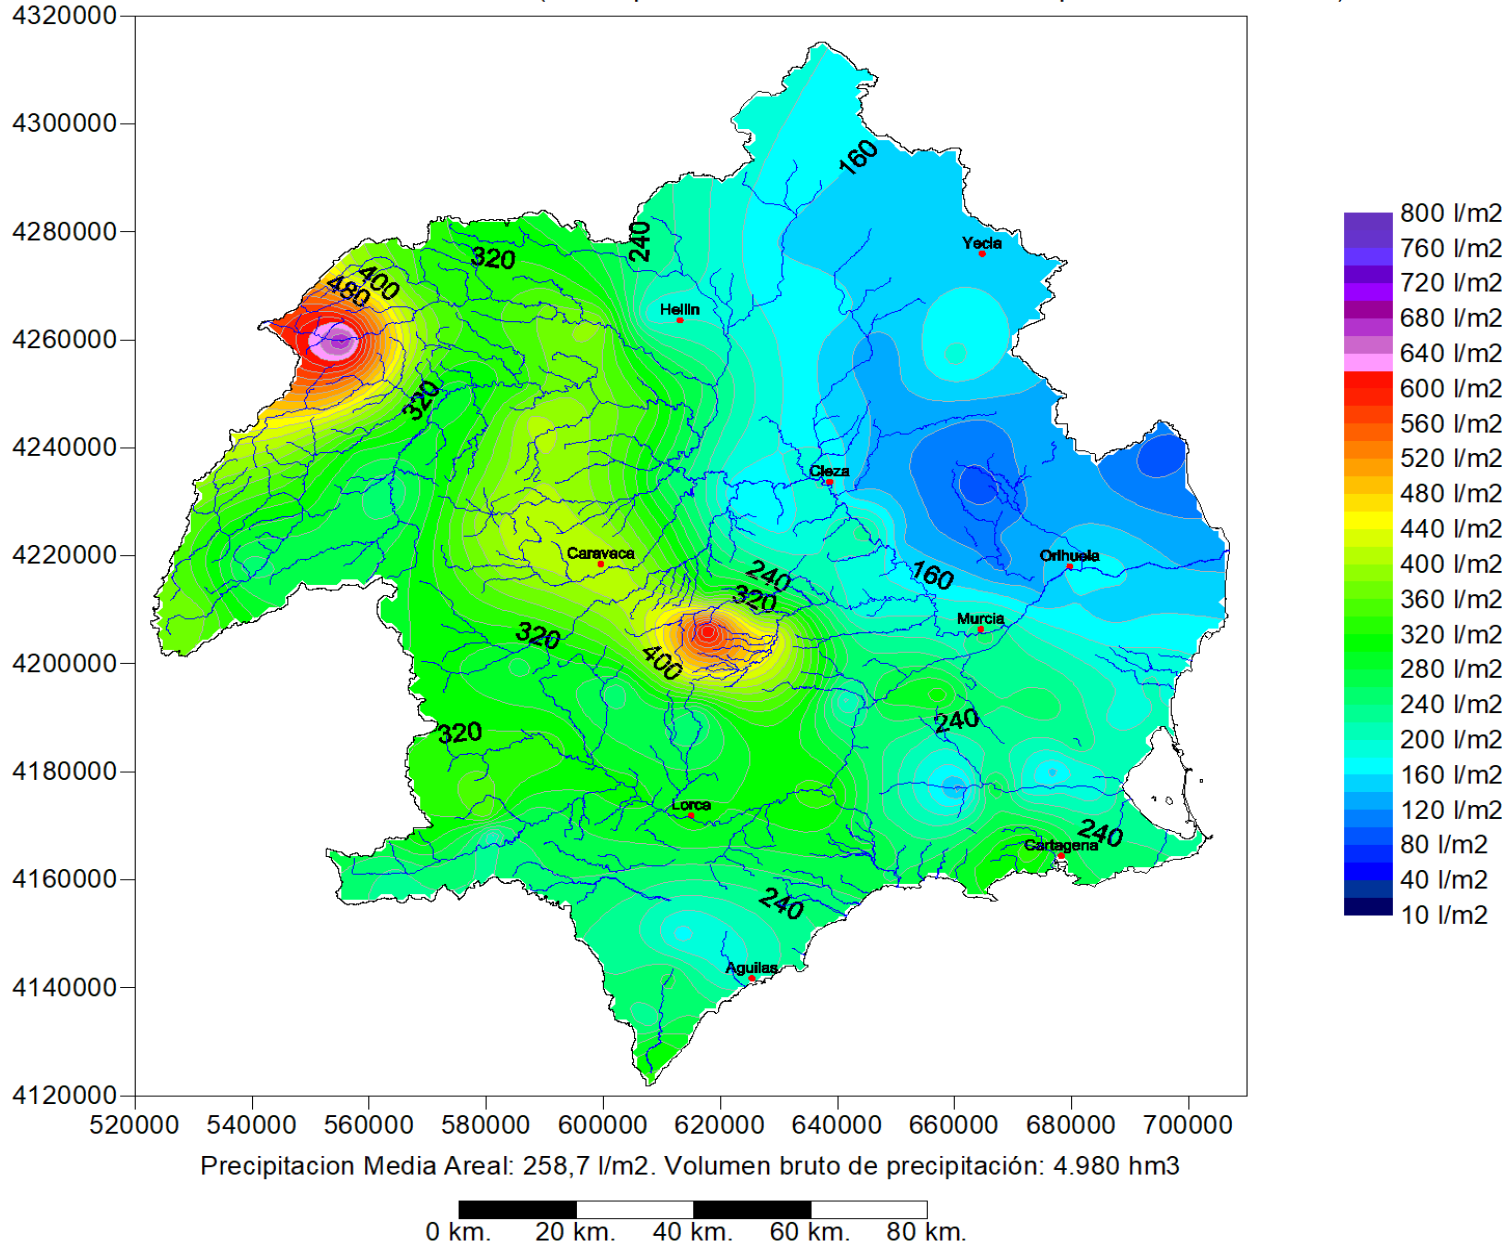 4320000
4300000
160
4280000
240
Yecla
320
400
480
Hellin
4260000
320
4240000
Cieza
4220000
Caravaca
Orihuela
240
160
320
Murcia
320
4200000
400
240
320
4180000
Lorca
240
Cartagena
4160000
240
Aguilas
4140000
4120000
520000 540000 560000 580000 600000 620000 640000 660000 680000 700000
800 l/m2
760 l/m2
720 l/m2
680 l/m2
640 l/m2
600 l/m2
560 l/m2
520 l/m2
480 l/m2
440 l/m2
400 l/m2
360 l/m2
320 l/m2
280 l/m2
240 l/m2
200 l/m2
160 l/m2
120 l/m2
80 l/m2
40 l/m2
10 l/m2
Precipitacion Media Areal: 258,7 l/m2. Volumen bruto de precipitación: 4.980 hm3
0 km. 20 km. 40 km. 60 km. 80 km.